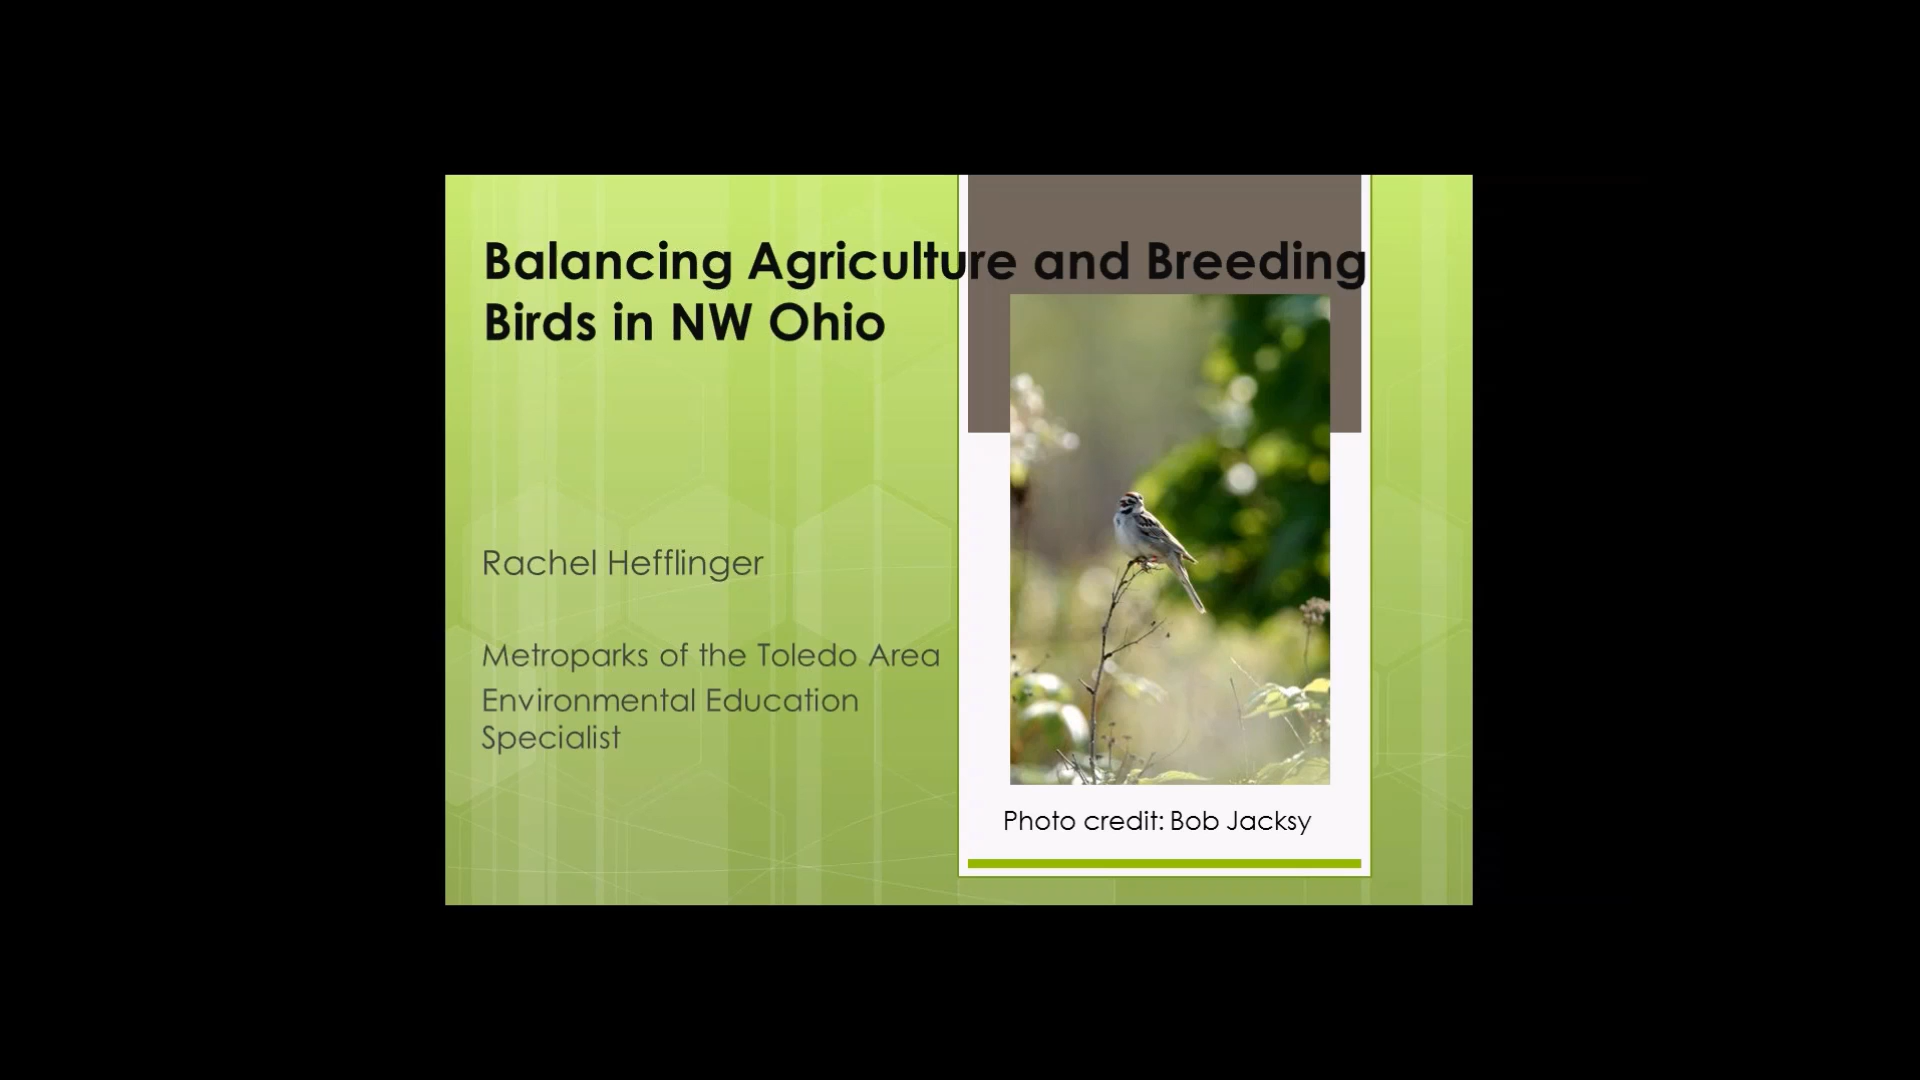 Balancing Agriculture and Breeding
Birds in NW Ohio
Rachel Hefflinger
Metroparks of the Toledo Area
Environmental Education
Specialist
Photo credit: Bob Jacksy